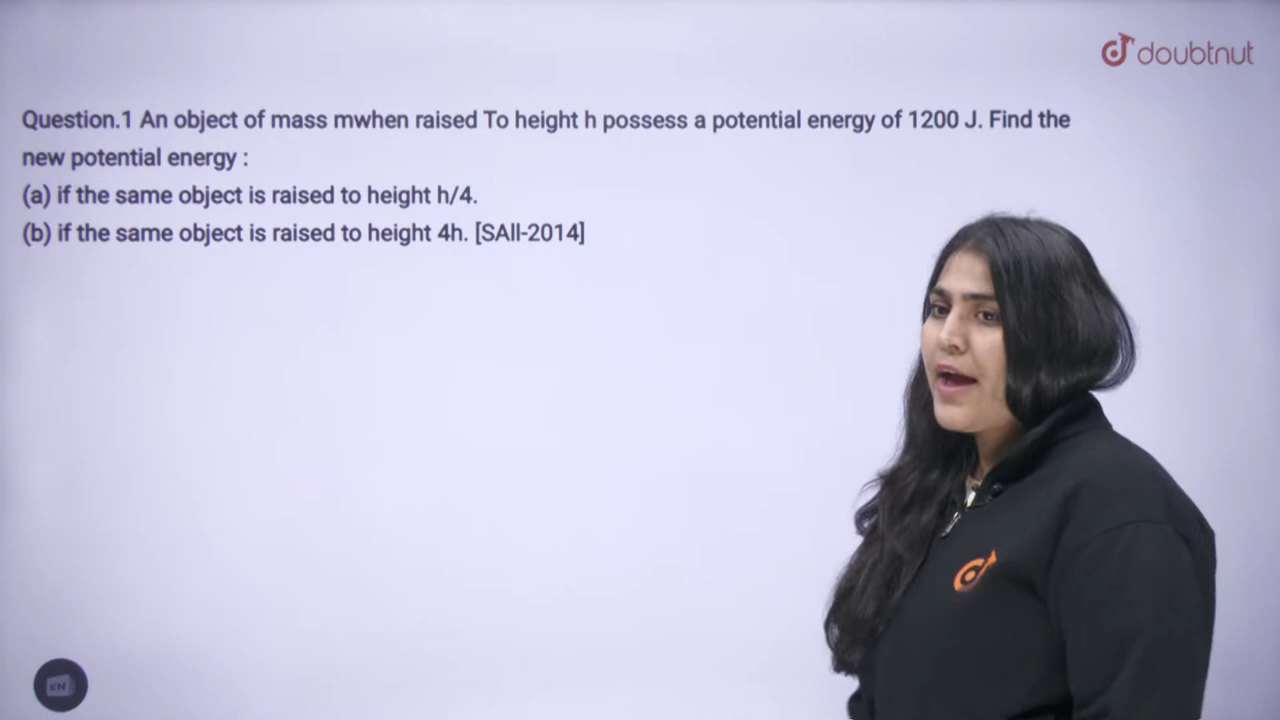 doubtnut
Question.1 An object of mass mwhen raised To height h possess a potential energy of 1200 J. Find the
new potential energy :
(a) if the same object is raised to height h/4.
(b) if the same object is raised to height 4h. [SAll-2014]
EN